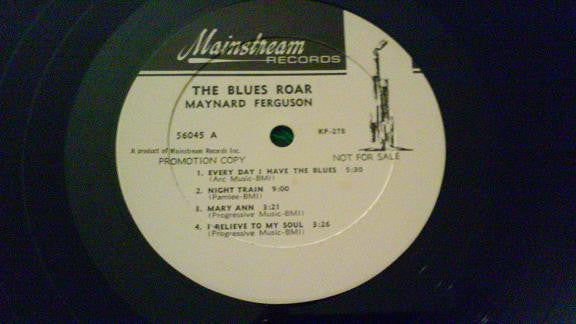 Mainstream
RECORDS
THE BLUES ROAR
MAYNARD FERGUSON
56045 A KP-278
A product of Mainstream Records Inc.
PROMOTION COPY NOT FOR SALE
1. EVERY DAY I HAVE THE BLUES 5:30
(Arc Music-BMI)
2. NIGHT TRAIN 9:00
(Pamlee-BMI)
3. MARY ANN 3:21
(Progressive Music-BMI)
4. I BELIEVE TO MY SOUL 3:26
(Progressive Music-BMI)